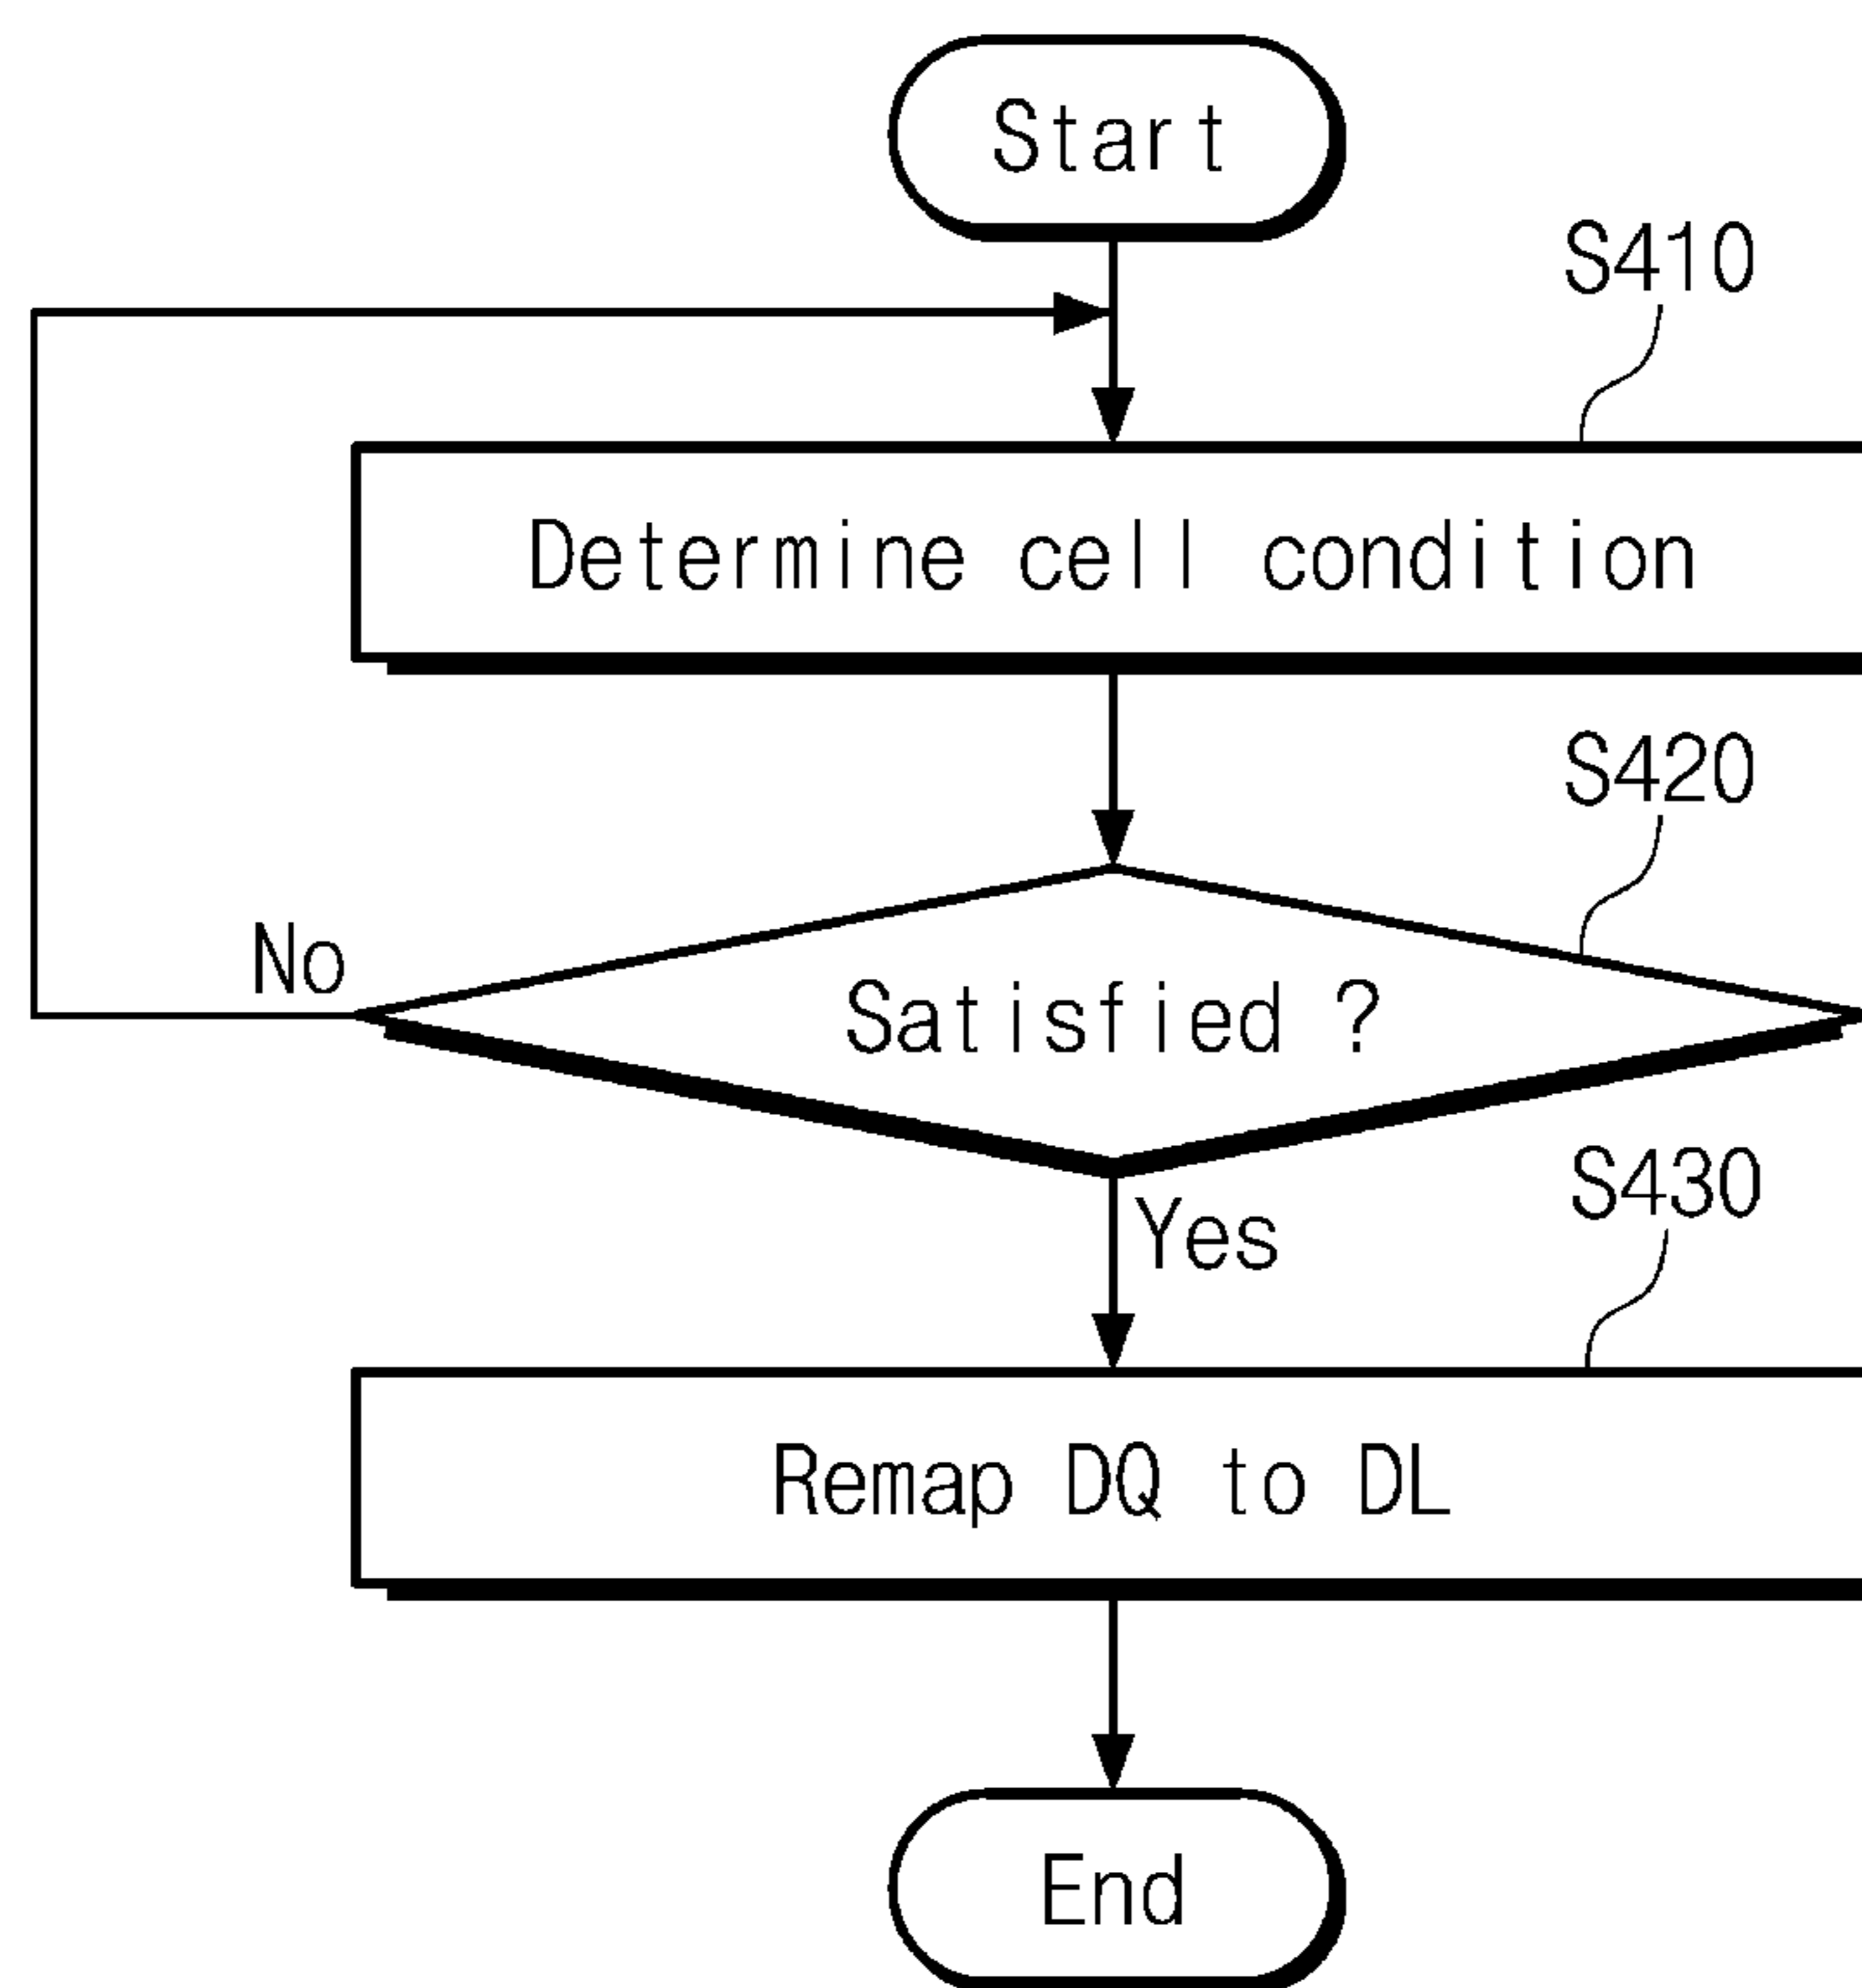 Start
S410
Determine cell condition
S420
No
Satisfied ?
S430
Yes
Remap DQ to DL
End